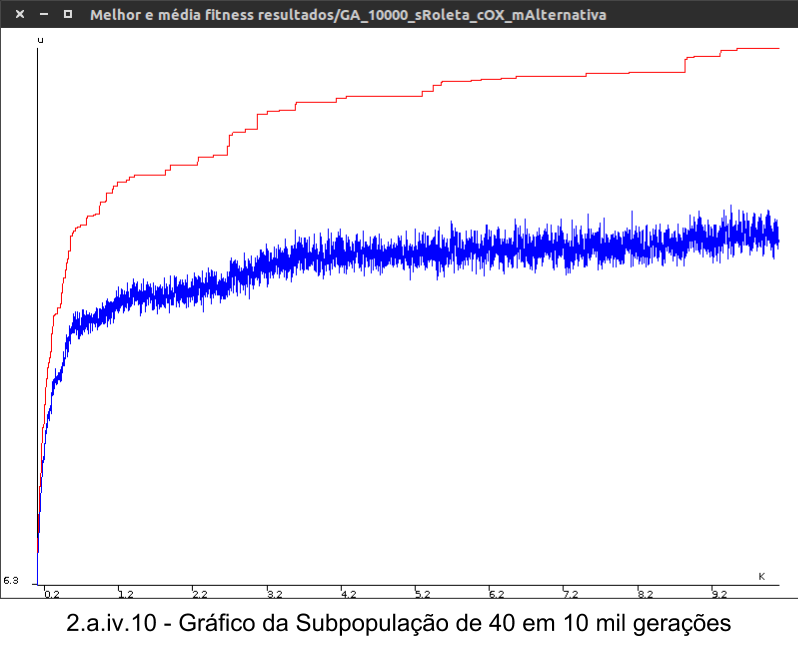 Melhor e média fitness resultados/GA_10000_sRoleta_cOX_mAlternativa
u
6.3
K
0.2 1.2 2.2 3.2 4.2 5.2 6.2 7.2 8.2 9.2
2.a.iv.10 - Gráfico da Subpopulação de 40 em 10 mil gerações